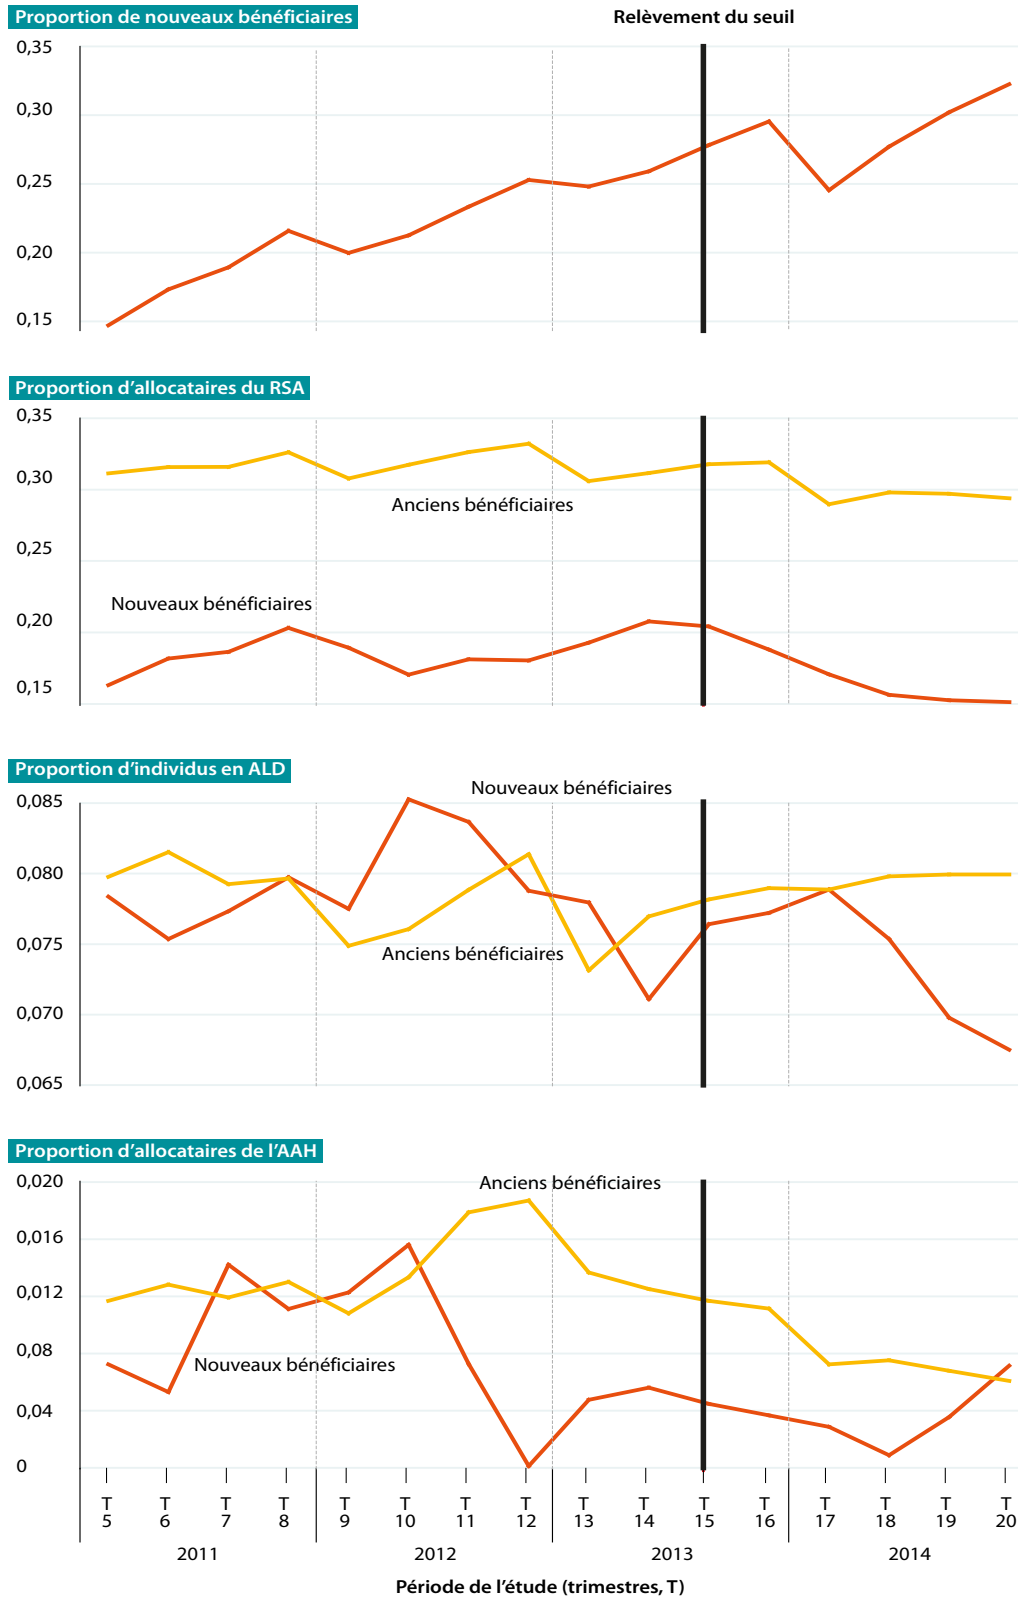 Proportion de nouveaux bénéficiaires
Relèvement du seuil
0,35
0,30
0,25
0,20
0,15
Proportion d’allocataires du RSA
0,35
0,30
Anciens bénéficiaires
0,25
Nouveaux bénéficiaires
0,20
0,15
Proportion d’individus en ALD
Nouveaux bénéficiaires
0,085
0,080
0,075
Anciens bénéficiaires
0,070
0,065
Proportion d’allocataires de l’AAH
0,020
Anciens bénéficiaires
0,016
0,012
0,08
Nouveaux bénéficiaires
0,04
0
T T T T T T T T T T T T T T T T
5 6 7 8 9 10 11 12 13 14 15 16 17 18 19 20
2011 2012 2013 2014
Période de l’étude (trimestres, T)